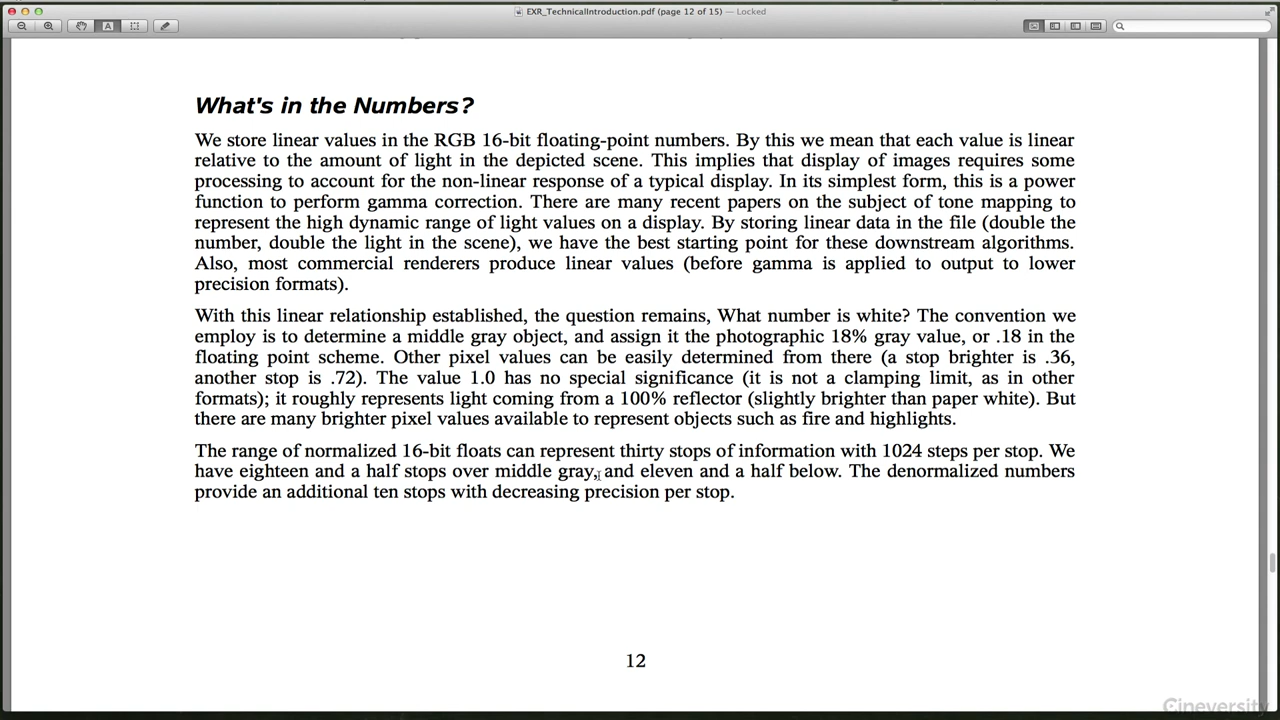 EXR_TechnicalIntroduction.pdf (page 12 of 15) — Locked
A
What's in the Numbers?
We store linear values in the RGB 16-bit floating-point numbers. By this we mean that each value is linear
relative to the amount of light in the depicted scene. This implies that display of images requires some
processing to account for the non-linear response of a typical display. In its simplest form, this is a power
function to perform gamma correction. There are many recent papers on the subject of tone mapping to
represent the high dynamic range of light values on a display. By storing linear data in the file (double the
number, double the light in the scene), we have the best starting point for these downstream algorithms.
Also, most commercial renderers produce linear values (before gamma is applied to output to lower
precision formats).
With this linear relationship established, the question remains, What number is white? The convention we
employ is to determine a middle gray object, and assign it the photographic 18% gray value, or .18 in the
floating point scheme. Other pixel values can be easily determined from there (a stop brighter is .36,
another stop is .72). The value 1.0 has no special significance (it is not a clamping limit, as in other
formats); it roughly represents light coming from a 100% reflector (slightly brighter than paper white). But
there are many brighter pixel values available to represent objects such as fire and highlights.
The range of normalized 16-bit floats can represent thirty stops of information with 1024 steps per stop. We
have eighteen and a half stops over middle gray, and eleven and a half below. The denormalized numbers
provide an additional ten stops with decreasing precision per stop.
12
Cineversity